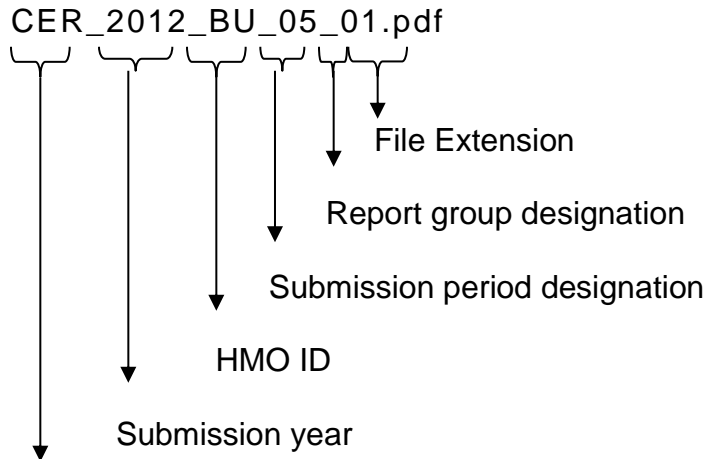 CER_2012_BU_05_01.pdf
File Extension
Report group designation
Submission period designation
HMO ID
Submission year